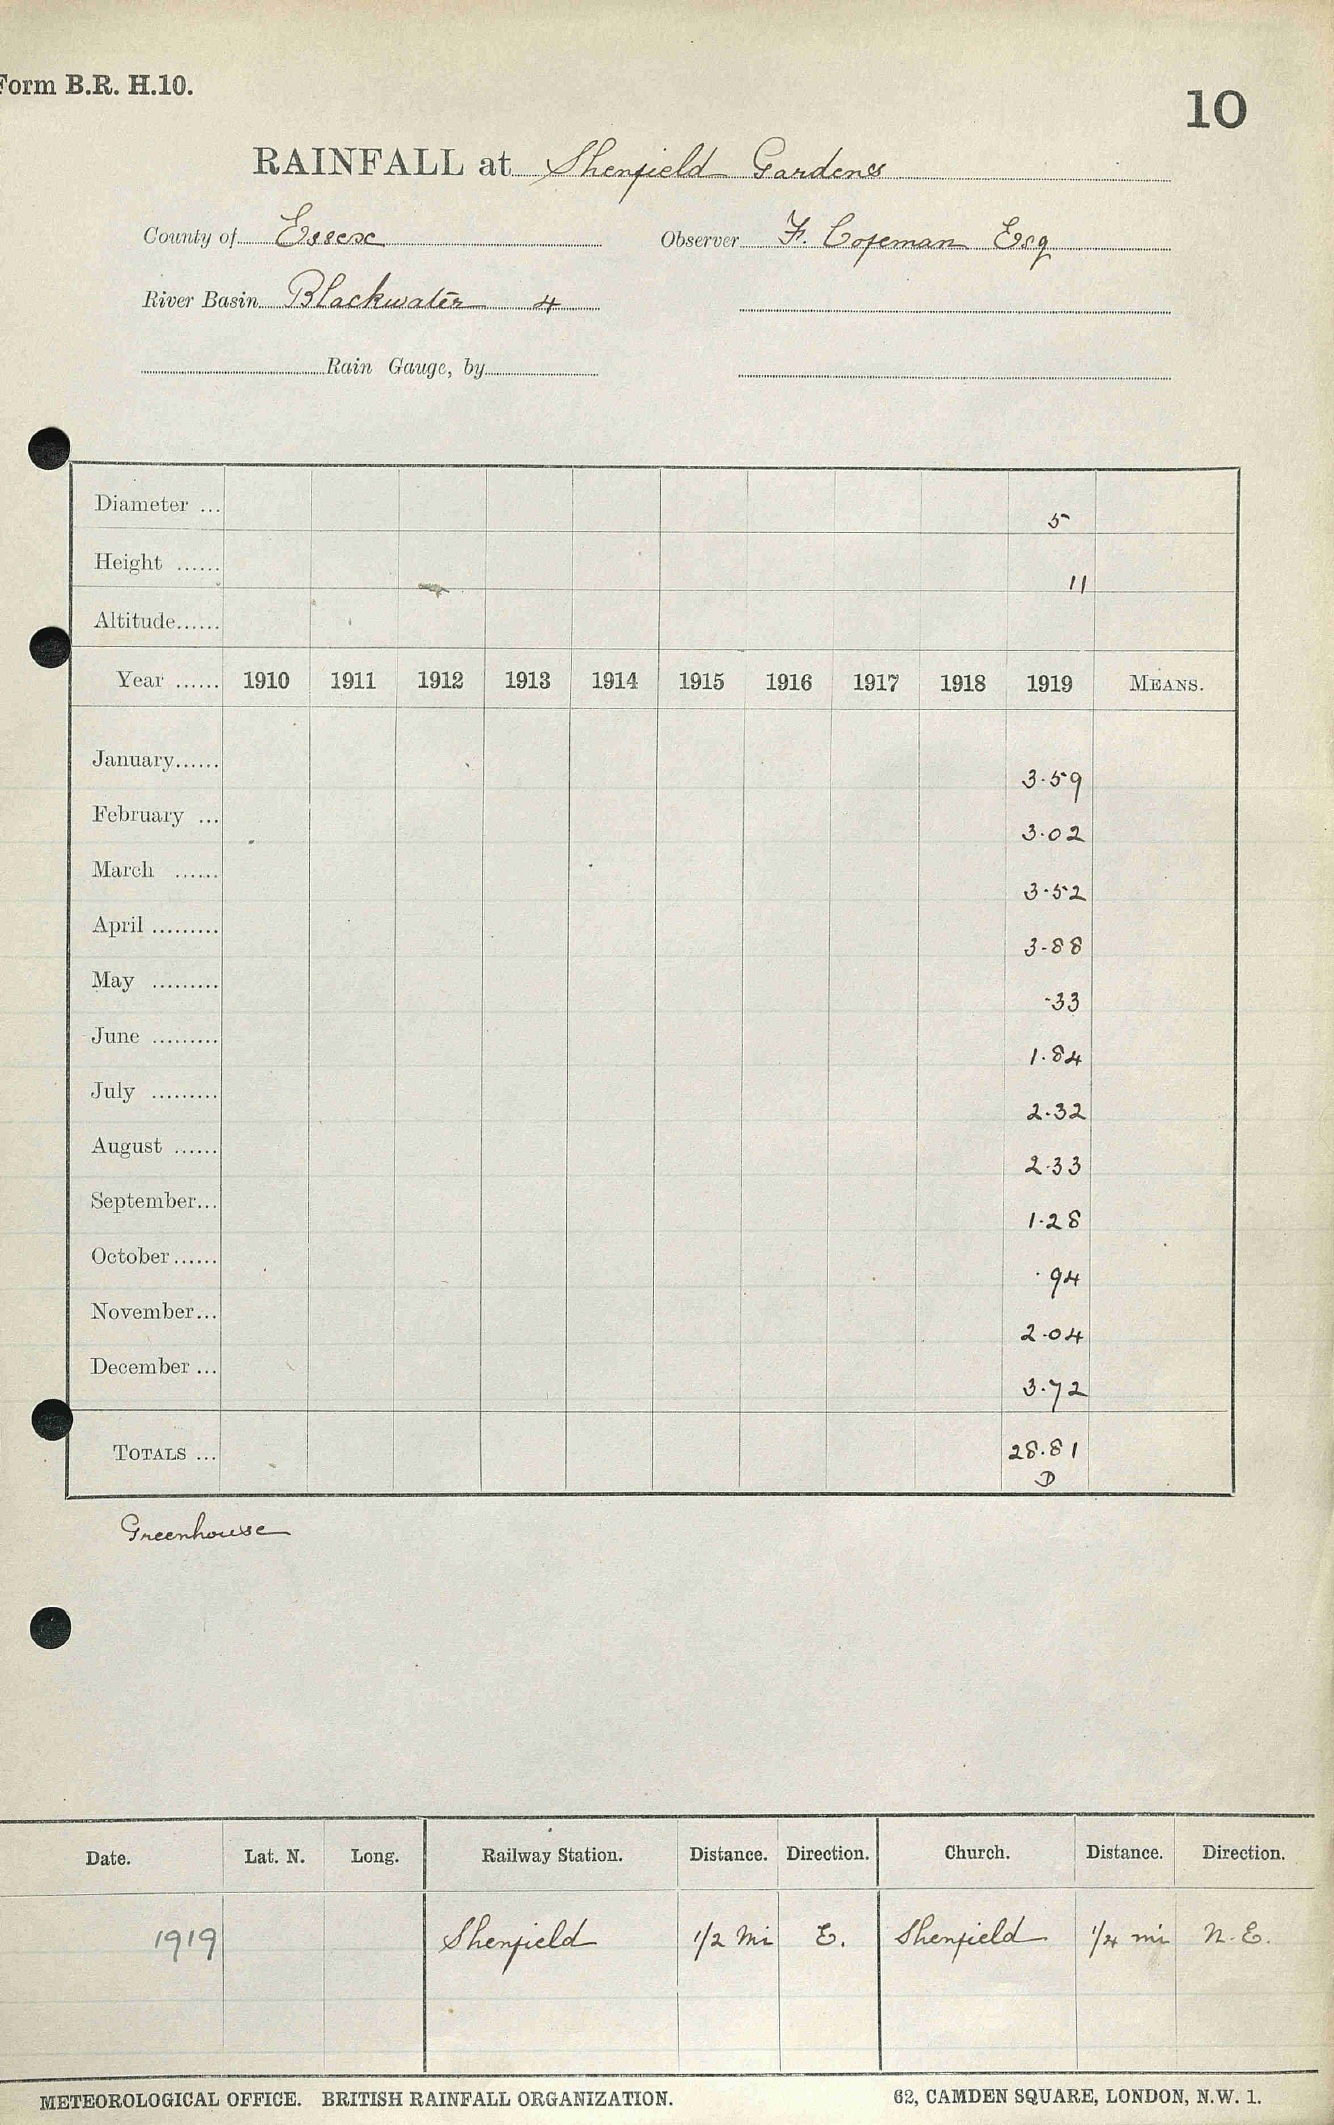 Form B.R. H.10.
10
RAINFALL at Shenfield Gardens
County of Essex Observer F. Copeman Esq
River Basin Blackwater 4
Rain Gauge, by
Diameter ... 5
Height ...... 11
Altitude......
Year ...... 1910 1911 1912 1913 1914 1915 1916 1917 1918 1919 MEANS.
January...... 3.59
February ... 3.02
March ...... 3.52
April ......... 3.88
May ......... .33
June ......... 1.84
July ......... 2.32
August ...... 2.33
September... 1.28
October...... .94
November... 2.04
December ... 3.72
TOTALS ... 28.81
D
Greenhouse
Date. Lat. N. Long. Railway Station. Distance. Direction. Church. Distance. Direction.
1919 Shenfield 1/2 Mi E. Shenfield 1/4 mi N.E.
METEOROLOGICAL OFFICE. BRITISH RAINFALL ORGANIZATION. 62, CAMDEN SQUARE, LONDON, N.W. 1.